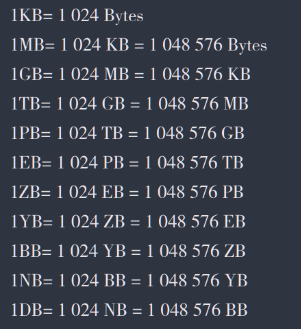 1KB= 1 024 Bytes
1MB= 1 024 KB = 1 048 576 Bytes
1GB= 1 024 MB = 1 048 576 KB
1TB= 1 024 GB = 1 048 576 MB
1PB= 1 024 TB = 1 048 576 GB
1EB= 1 024 PB = 1 048 576 TB
1ZB= 1 024 EB = 1 048 576 PB
1YB= 1 024 ZB = 1 048 576 EB
1BB= 1 024 YB = 1 048 576 ZB
1NB= 1 024 BB = 1 048 576 YB
1DB= 1 024 NB = 1 048 576 BB